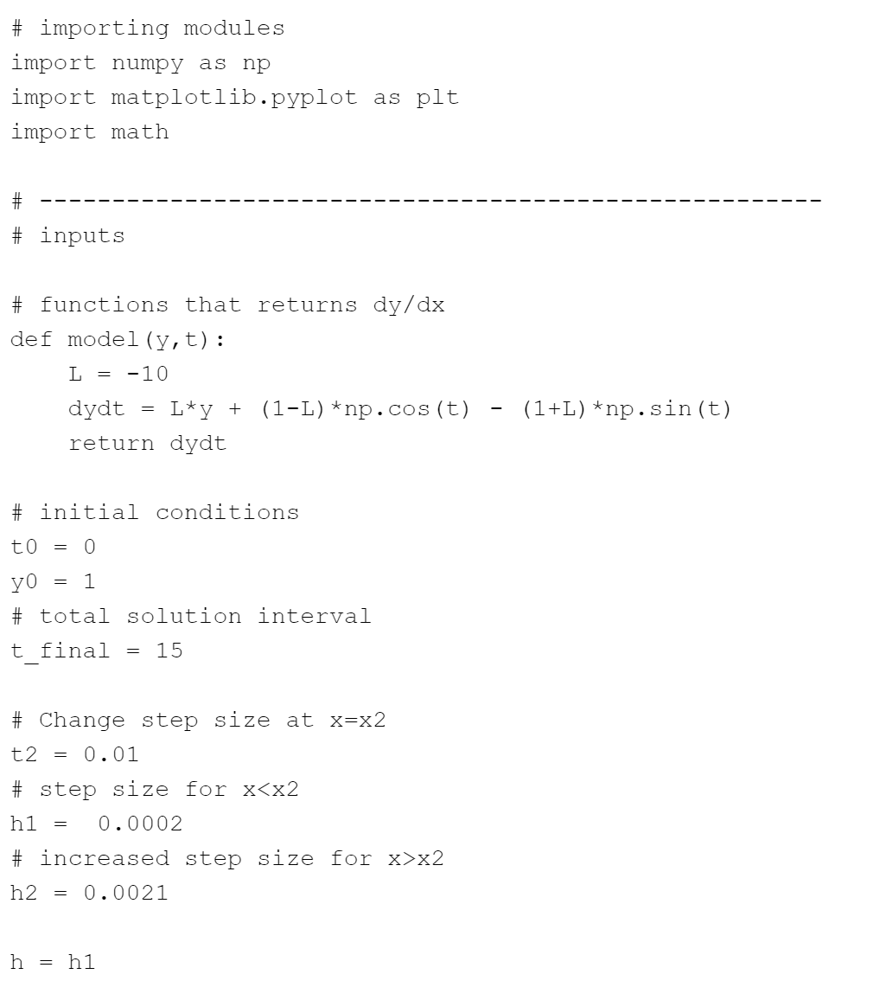 # importing modules
import numpy as np
import matplotlib.pyplot as plt
import math
# ------------------------------------------------------
# inputs
# functions that returns dy/dx
def model(y,t):
    L = -10
    dydt = L*y + (1-L)*np.cos(t) - (1+L)*np.sin(t)
    return dydt
# initial conditions
t0 = 0
y0 = 1
# total solution interval
t_final = 15
# Change step size at x=x2
t2 = 0.01
# step size for x<x2
h1 =  0.0002
# increased step size for x>x2
h2 = 0.0021
h = h1